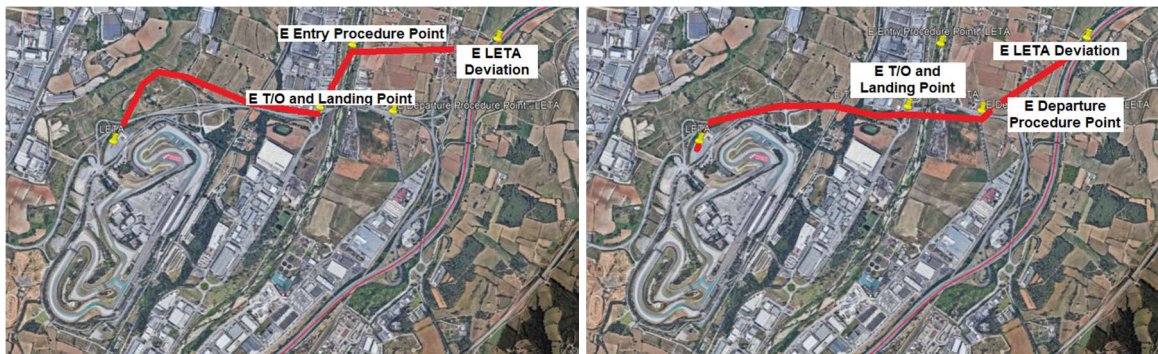 E Entry Procedure Point
E LETA
Deviation
E T/O and Landing Point
Departure Procedure Point - LETA
LETA
E Entry Procedure Point - LETA
E LETA Deviation
E T/O and
Landing Point
LETA
E Departure
Procedure Point
LETA